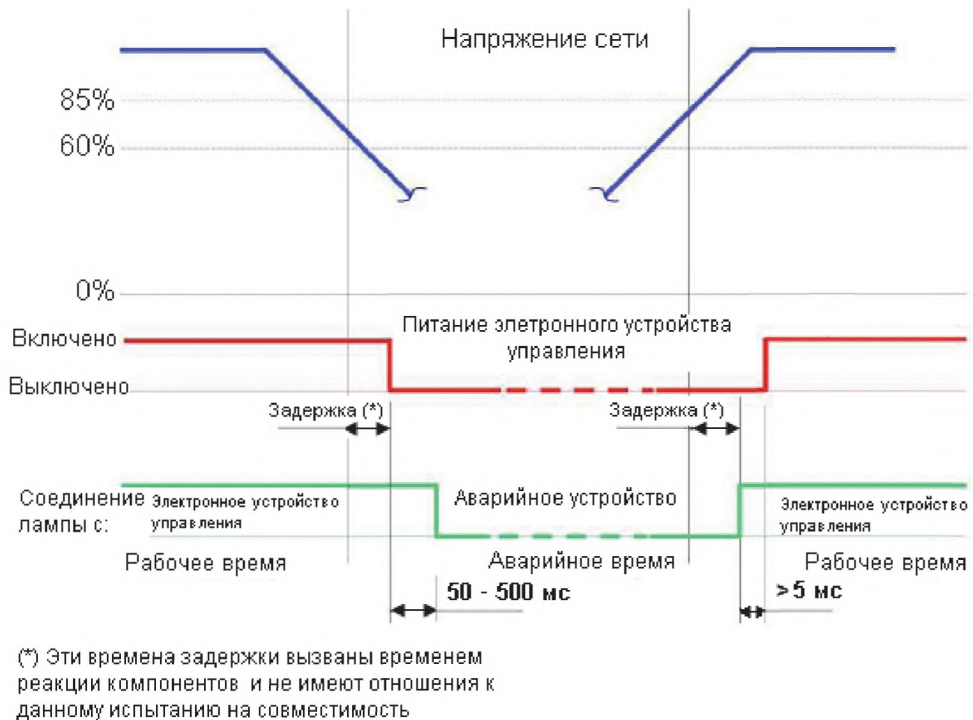 Напряжение сети
85%
60%
0%
Включено
Питание элетронного устройства
управления
Выключено
Задержка (*)
Задержка (*)
Соединение
лампы с:
Электронное устройство
управления
Аварийное устройство
Электронное устройство
управления
Рабочее время
Аварийное время
Рабочее время
50 - 500 мс
>5 мс
(*) Эти времена задержки вызваны временем
реакции компонентов и не имеют отношения к
данному испытанию на совместимость